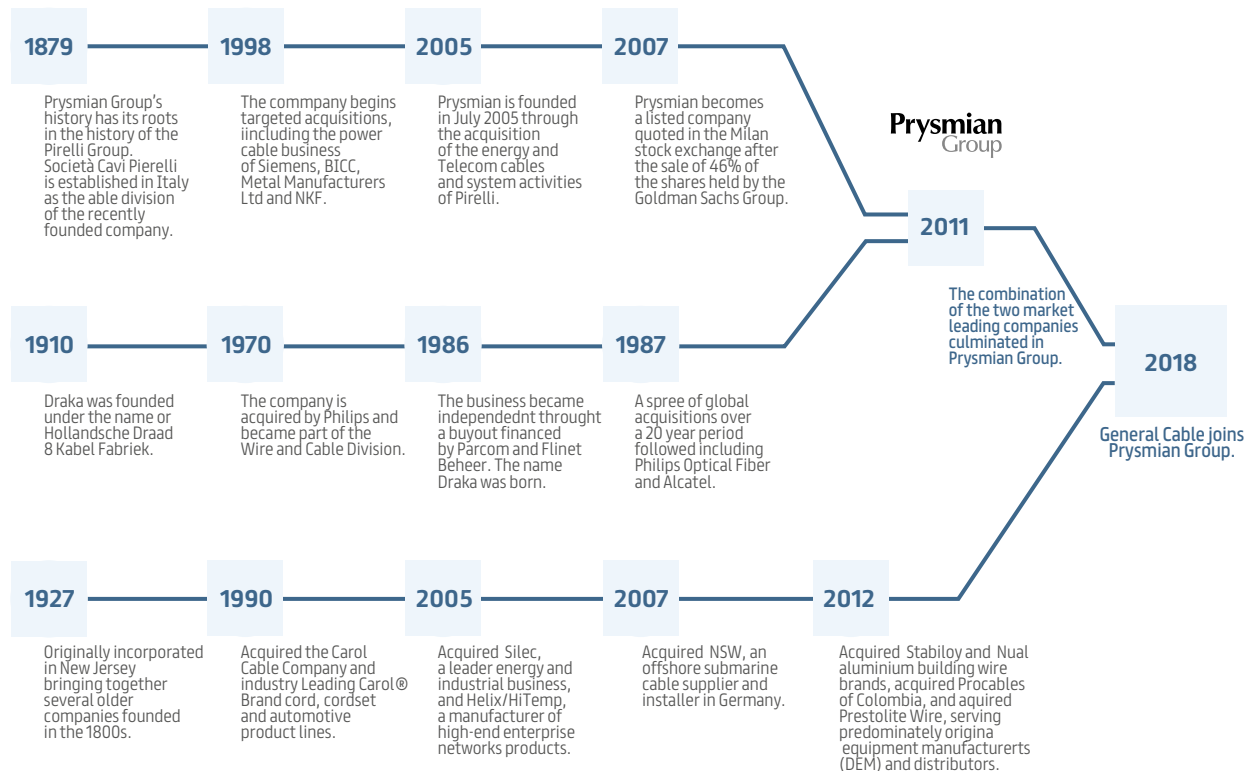 1879
1998
2005
2007
Prysmian Group's
history has its roots
in the history of the
Pirelli Group.
Società Cavi Pierelli
is established in Italy
as the able division
of the recently
founded company.
The commpany begins
targeted acquisitions,
iincluding the power
cable business
of Siemens, BICC,
Metal Manufacturers
Ltd and NKF.
Prysmian is founded
in July 2005 through
the acquisition
of the energy and
Telecom cables
and system activities
of Pirelli.
Prysmian becomes
a listed company
quoted in the Milan
stock exchange after
the sale of 46% of
the shares held by the
Goldman Sachs Group.
Prysmian
Group
2011
The combination
of the two market
leading companies
culminated in
Prysmian Group.
1910
1970
1986
1987
Draka was founded
under the name or
Hollandsche Draad
8 Kabel Fabriek.
The company is
acquired by Philips and
became part of the
Wire and Cable Division.
The business became
independednt throught
a buyout financed
by Parcom and Flinet
Beheer. The name
Draka was born.
A spree of global
acquisitions over
a 20 year period
followed including
Philips Optical Fiber
and Alcatel.
2018
General Cable joins
Prysmian Group.
1927
1990
2005
2007
2012
Originally incorporated
in New Jersey
bringing together
several older
companies founded
in the 1800s.
Acquired the Carol
Cable Company and
industry Leading Carol®
Brand cord, cordset
and automotive
product lines.
Acquired Silec,
a leader energy and
industrial business,
and Helix/HiTemp,
a manufacturer of
high-end enterprise
networks products.
Acquired NSW, an
offshore submarine
cable supplier and
installer in Germany.
Acquired Stabiloy and Nual
aluminium building wire
brands, acquired Procables
of Colombia, and aquired
Prestolite Wire, serving
predominately origina
equipment manufacturerts
(DEM) and distributors.